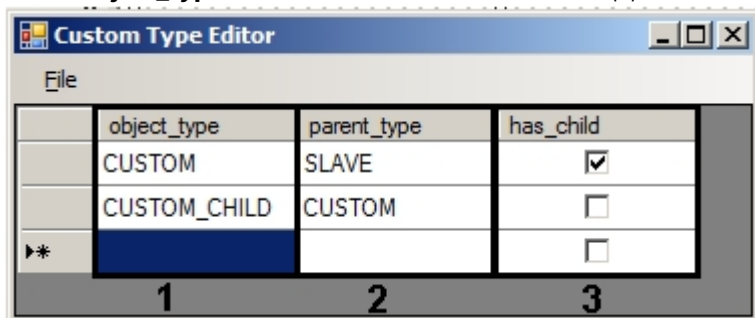 Custom Type Editor
File
object_type parent_type has_child
CUSTOM SLAVE
CUSTOM_CHILD CUSTOM
1 2 3